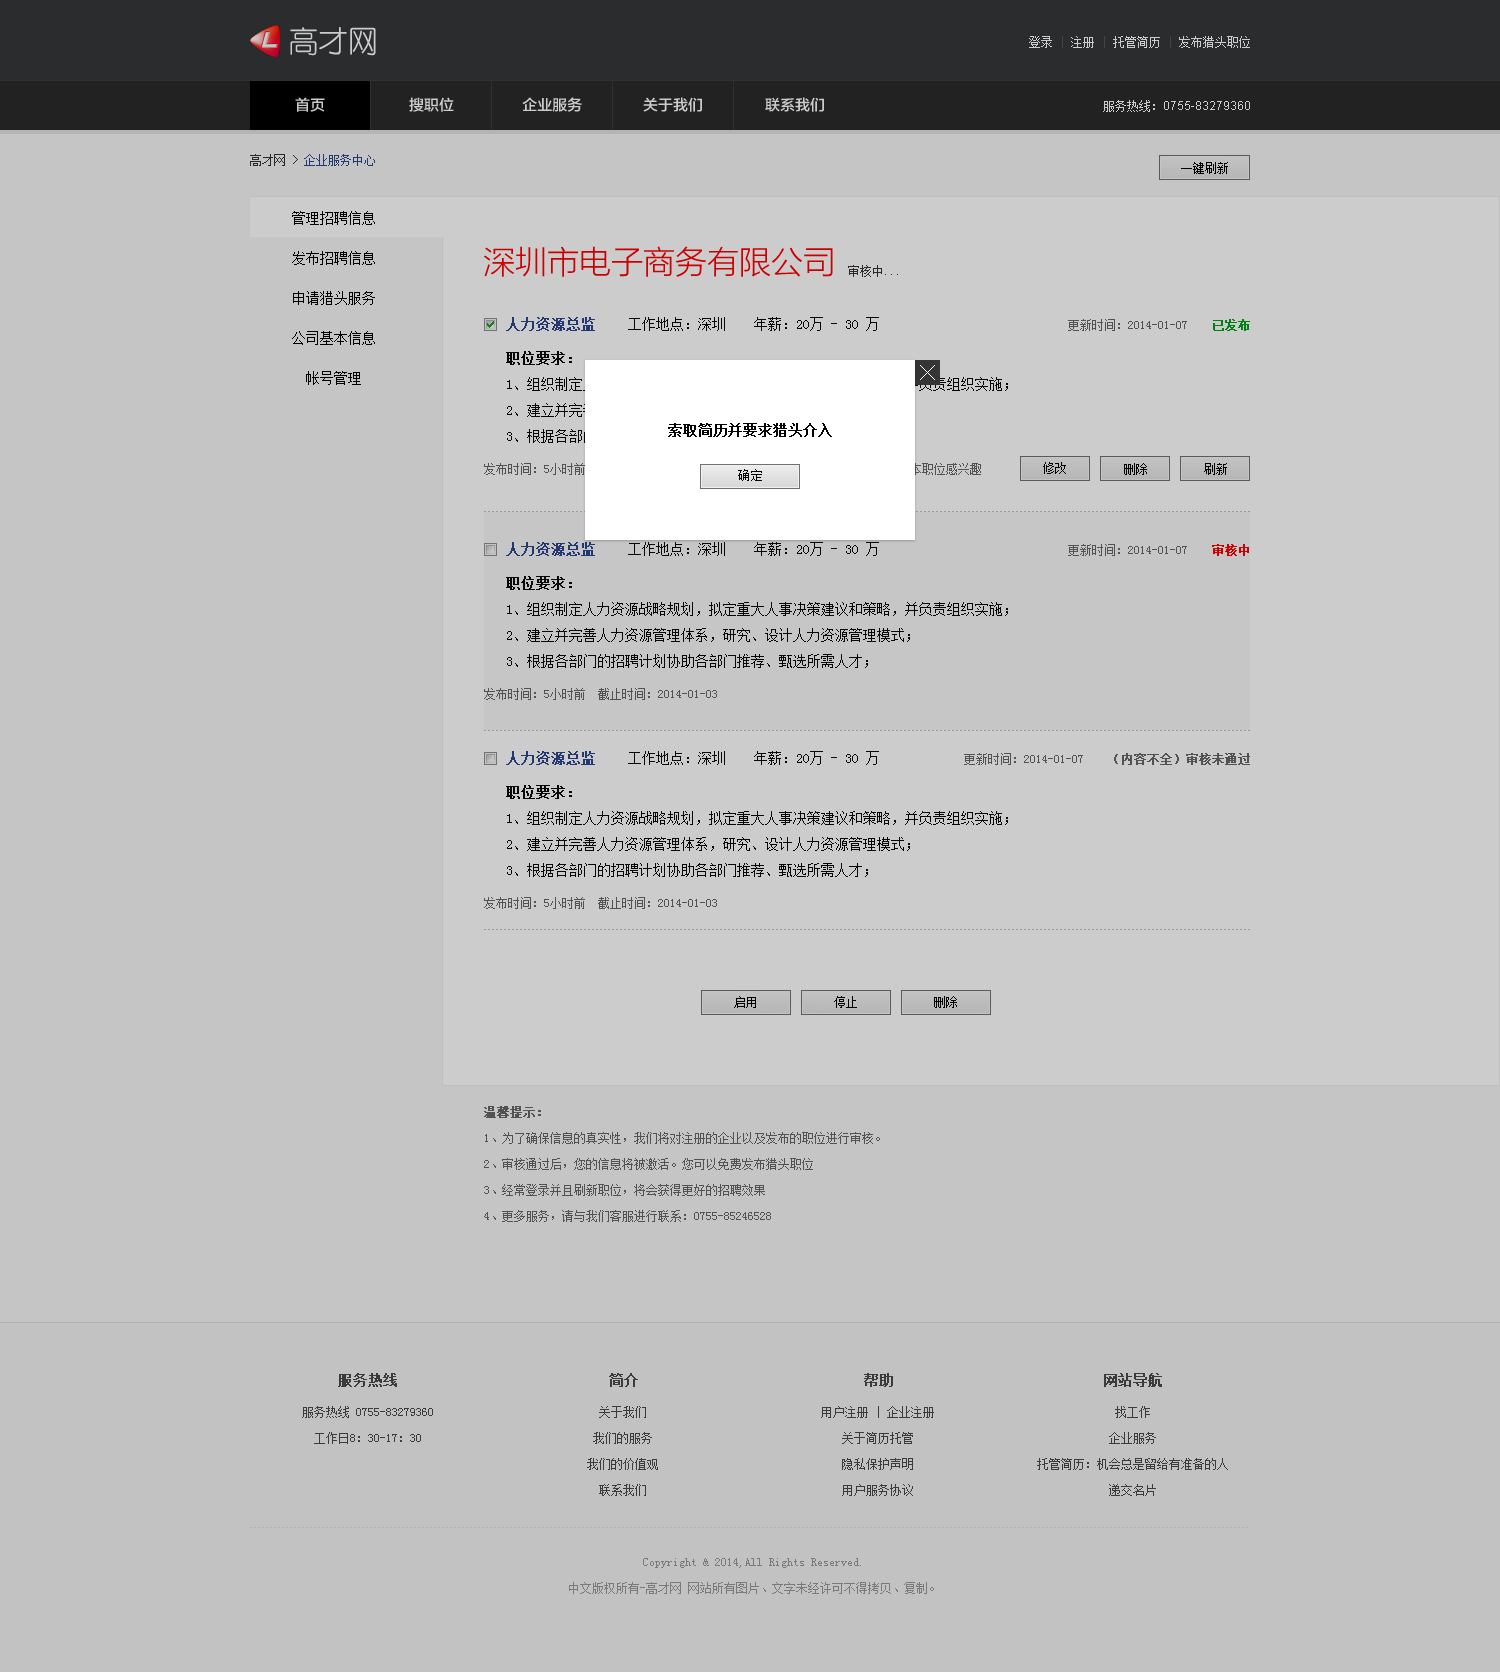 高才网
登录 | 注册 | 托管简历 | 发布猎头职位
首页 搜职位 企业服务 关于我们 联系我们 服务热线：0755-83279360
高才网 > 企业服务中心 一键刷新
管理招聘信息
发布招聘信息
申请猎头服务
公司基本信息
帐号管理
深圳市电子商务有限公司 审核中...
人力资源总监 工作地点：深圳 年薪：20万 - 30 万 更新时间：2014-01-07 已发布
职位要求：
1、组织制定 负责组织实施；
2、建立并完
3、根据各部
索取简历并要求猎头介入
确定
发布时间：5小时前 本职位感兴趣 修改 删除 刷新
人力资源总监 工作地点：深圳 年薪：20万 - 30 万 更新时间：2014-01-07 审核中
职位要求：
1、组织制定人力资源战略规划，拟定重大人事决策建议和策略，并负责组织实施；
2、建立并完善人力资源管理体系，研究、设计人力资源管理模式；
3、根据各部门的招聘计划协助各部门推荐、甄选所需人才；
发布时间：5小时前 截止时间：2014-01-03
人力资源总监 工作地点：深圳 年薪：20万 - 30 万 更新时间：2014-01-07 （内容不全）审核未通过
职位要求：
1、组织制定人力资源战略规划，拟定重大人事决策建议和策略，并负责组织实施；
2、建立并完善人力资源管理体系，研究、设计人力资源管理模式；
3、根据各部门的招聘计划协助各部门推荐、甄选所需人才；
发布时间：5小时前 截止时间：2014-01-03
启用 停止 删除
温馨提示：
1、为了确保信息的真实性，我们将对注册的企业以及发布的职位进行审核。
2、审核通过后，您的信息将被激活。您可以免费发布猎头职位
3、经常登录并且刷新职位，将会获得更好的招聘效果
4、更多服务，请与我们客服进行联系：0755-85246528
服务热线
服务热线 0755-83279360
工作日8：30-17：30
简介
关于我们
我们的服务
我们的价值观
联系我们
帮助
用户注册 | 企业注册
关于简历托管
隐私保护声明
用户服务协议
网站导航
找工作
企业服务
托管简历：机会总是留给有准备的人
递交名片
Copyright @ 2014,All Rights Reserved.
中文版权所有-高才网 网站所有图片、文字未经许可不得拷贝、复制。